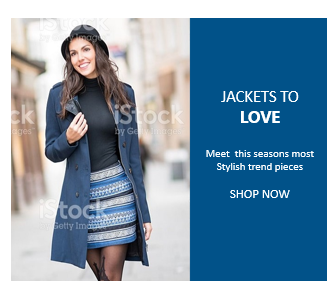 iStock
by Getty Images
iStock
by Getty Images
iStock
by Getty Images
JACKETS TO
LOVE
Meet this seasons most
Stylish trend pieces
SHOP NOW